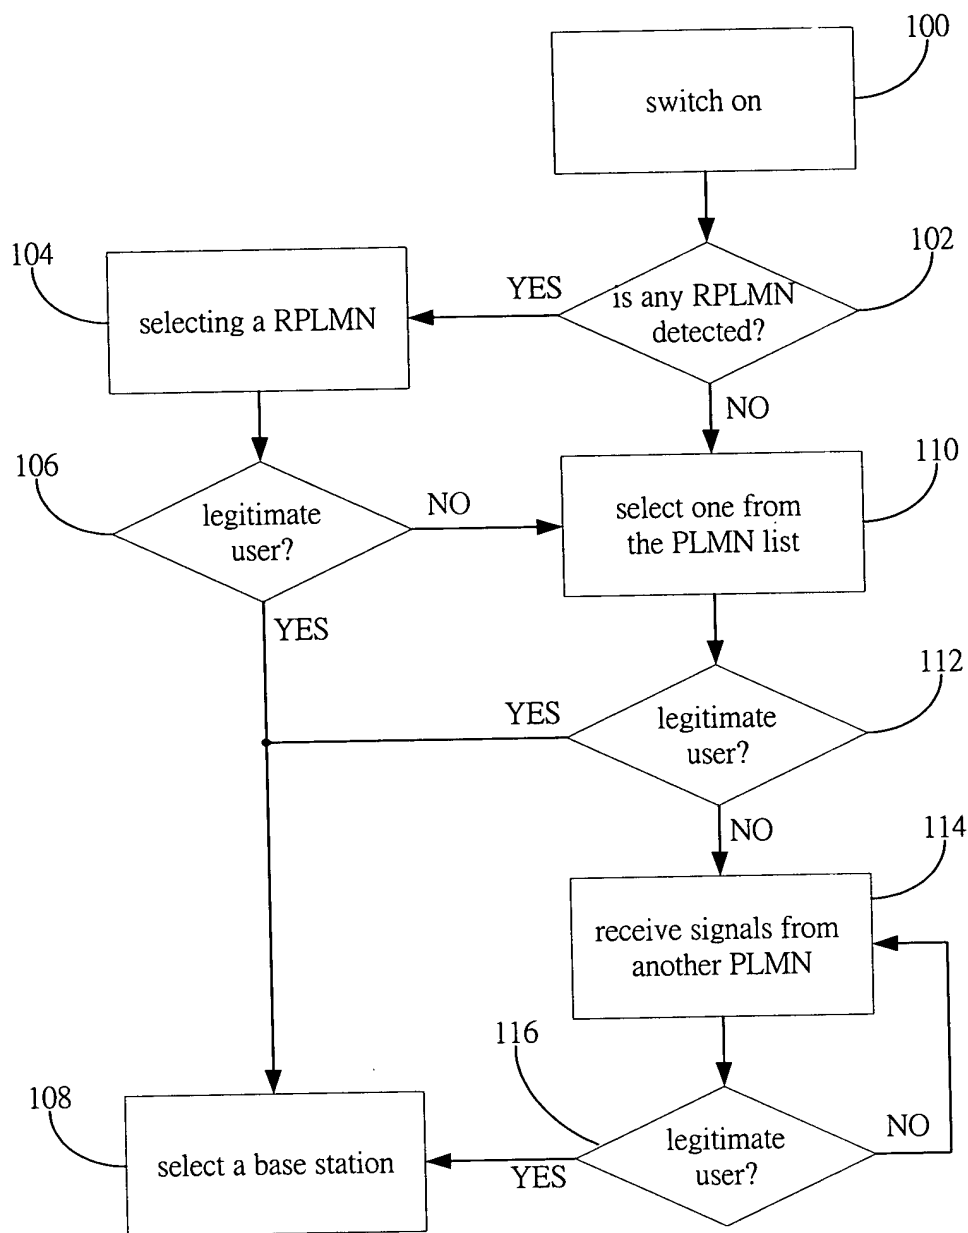 100
switch on
102
104
YES
is any RPLMN
detected?
selecting a RPLMN
NO
110
106
legitimate
user?
NO
select one from
the PLMN list
YES
112
YES
legitimate
user?
NO
114
receive signals from
another PLMN
116
108
legitimate
user?
NO
select a base station
YES